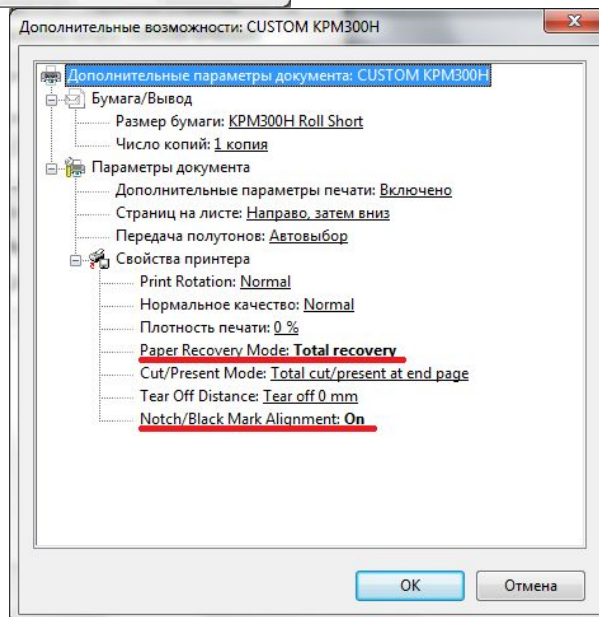 Дополнительные возможности: CUSTOM KPM300H
Дополнительные параметры документа: CUSTOM KPM300H
Бумага/Вывод
Размер бумаги: KPM300H Roll Short
Число копий: 1 копия
Параметры документа
Дополнительные параметры печати: Включено
Страниц на листе: Направо, затем вниз
Передача полутонов: Автовыбор
Свойства принтера
Print Rotation: Normal
Нормальное качество: Normal
Плотность печати: 0 %
Paper Recovery Mode: Total recovery
Cut/Present Mode: Total cut/present at end page
Tear Off Distance: Tear off 0 mm
Notch/Black Mark Alignment: On
OK Отмена